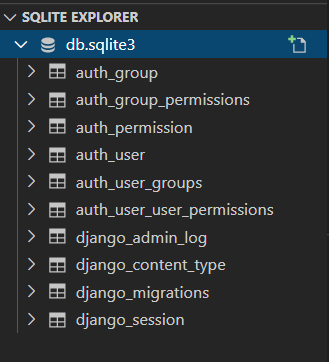 SQLITE EXPLORER
db.sqlite3
auth_group
auth_group_permissions
auth_permission
auth_user
auth_user_groups
auth_user_user_permissions
django_admin_log
django_content_type
django_migrations
django_session